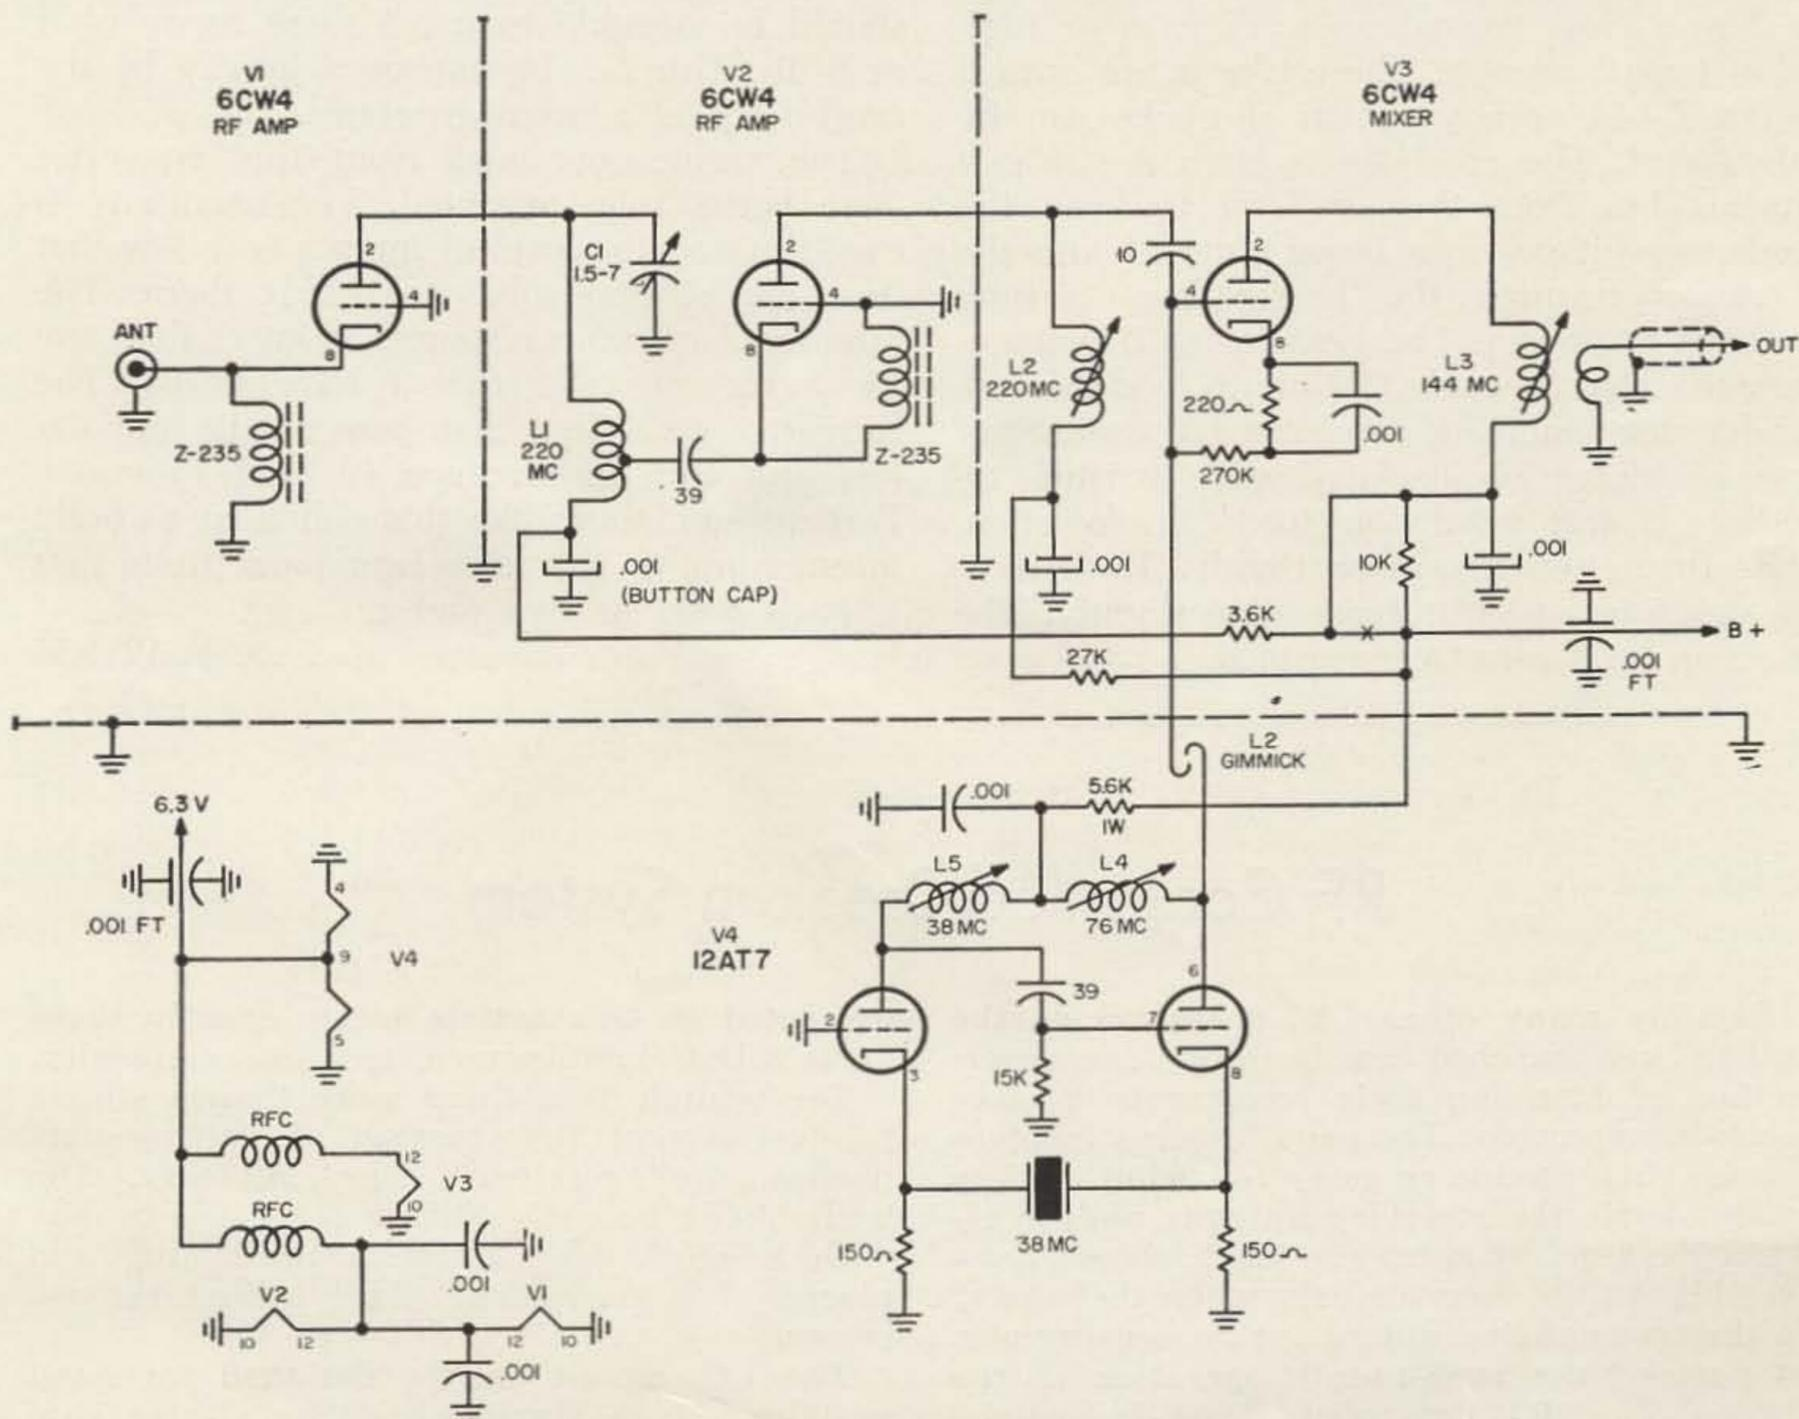 V1
6CW4
RF AMP
V2
6CW4
RF AMP
V3
6CW4
MIXER
2
4
8
ANT
Z-235
C1
1.5-7
L1
220
MC
39
.001
(BUTTON CAP)
2
4
8
Z-235
L2
220 MC
.001
10
2
4
8
220Ω
.001
270K
L3
144 MC
OUT
10K
.001
3.6K
27K
X
B +
.001
FT
L2
GIMMICK
6.3 V
.001 FT
4
9
5
V4
RFC
12
10
V3
RFC
.001
V2
10
12
V1
12
10
.001
.001
5.6K
1W
L5
38 MC
L4
76 MC
V4
12AT7
2
3
39
15K
6
7
8
38 MC
150Ω
150Ω